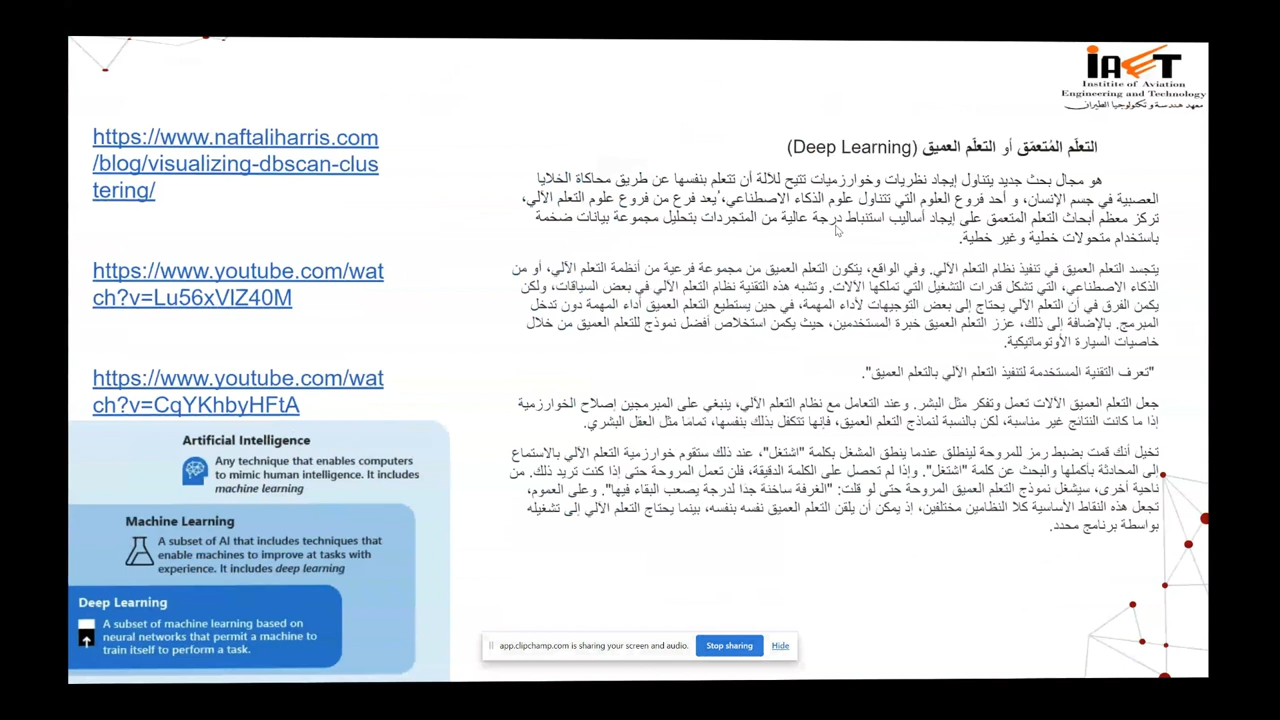 IAET
Institite of Aviation
Engineering and Technology
معهد هندسة و تكنولوجيا الطيران
https://www.naftaliharris.com
/blog/visualizing-dbscan-clus
tering/
https://www.youtube.com/wat
ch?v=Lu56xVlZ40M
https://www.youtube.com/wat
ch?v=CqYKhbyHFtA
Artificial Intelligence
Any technique that enables computers
to mimic human intelligence. It includes
machine learning
Machine Learning
A subset of AI that includes techniques that
enable machines to improve at tasks with
experience. It includes deep learning
Deep Learning
A subset of machine learning based on
neural networks that permit a machine to
train itself to perform a task.
التعلّم المُتعمّق أو التعلّم العميق (Deep Learning)
هو مجال بحث جديد يتناول إيجاد نظريات وخوارزميات تتيح للآلة أن تتعلم بنفسها عن طريق محاكاة الخلايا
العصبية في جسم الإنسان، و أحد فروع العلوم التي تتناول علوم الذكاء الاصطناعي، يعد فرع من فروع علوم التعلم الآلي،
تركز معظم أبحاث التعلم المتعمق على إيجاد أساليب استنباط درجة عالية من المتجردات بتحليل مجموعة بيانات ضخمة
باستخدام متحولات خطية وغير خطية.
يتجسد التعلم العميق في تنفيذ نظام التعلم الآلي. وفي الواقع، يتكون التعلم العميق من مجموعة فرعية من أنظمة التعلم الآلي، أو من
الذكاء الاصطناعي، التي تشكل قدرات التشغيل التي تملكها الآلات. وتشبه هذه التقنية نظام التعلم الآلي في بعض السياقات، ولكن
يكمن الفرق في أن التعلم الآلي يحتاج إلى بعض التوجيهات لأداء المهمة، في حين يستطيع التعلم العميق أداء المهمة دون تدخل
المبرمج. بالإضافة إلى ذلك، عزز التعلم العميق خبرة المستخدمين، حيث يمكن استخلاص أفضل نموذج للتعلم العميق من خلال
خاصيات السيارة الأوتوماتيكية.
"تعرف التقنية المستخدمة لتنفيذ التعلم الآلي بالتعلم العميق".
جعل التعلم العميق الآلات تعمل وتفكر مثل البشر. وعند التعامل مع نظام التعلم الآلي، ينبغي على المبرمجين إصلاح الخوارزمية
إذا ما كانت النتائج غير مناسبة، لكن بالنسبة لنماذج التعلم العميق، فإنها تتكفل بذلك بنفسها، تماما مثل العقل البشري.
تخيل أنك قمت بضبط رمز للمروحة لينطلق عندما ينطق المشغل بكلمة "اشتغل"، عند ذلك ستقوم خوارزمية التعلم الآلي بالاستماع
إلى المحادثة بأكملها والبحث عن كلمة "اشتغل". وإذا لم تحصل على الكلمة الدقيقة، فلن تعمل المروحة حتى إذا كنت تريد ذلك. من
ناحية أخرى، سيشغل نموذج التعلم العميق المروحة حتى لو قلت: "الغرفة ساخنة جدا لدرجة يصعب البقاء فيها". وعلى العموم،
تجعل هذه النقاط الأساسية كلا النظامين مختلفين، إذ يمكن أن يلقن التعلم العميق نفسه بنفسه، بينما يحتاج التعلم الآلي إلى تشغيله
بواسطة برنامج محدد.
app.clipchamp.com is sharing your screen and audio.
Stop sharing
Hide